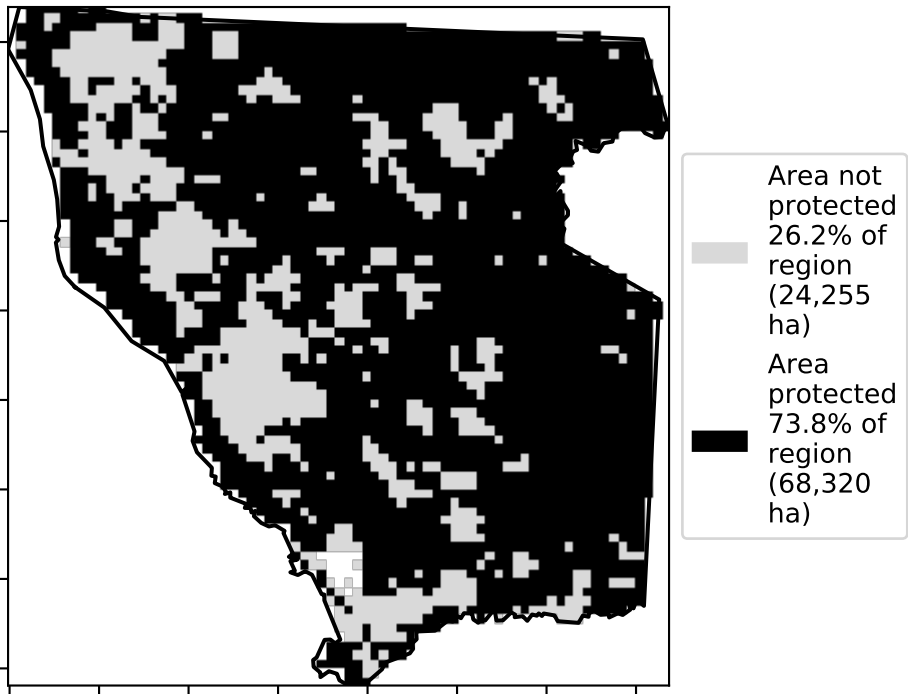 Area not
protected
26.2% of
region
(24,255
ha)
Area
protected
73.8% of
region
(68,320
ha)